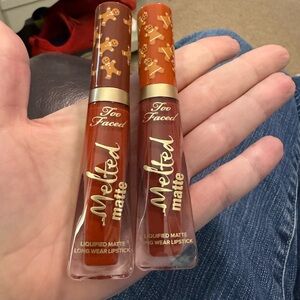 Too
Faced
Melted
matte
LIQUIFIED MATTE
LONG WEAR LIPSTICK
Too
Faced
Melted
matte
LIQUIFIED MATTE
LONG WEAR LIPSTICK